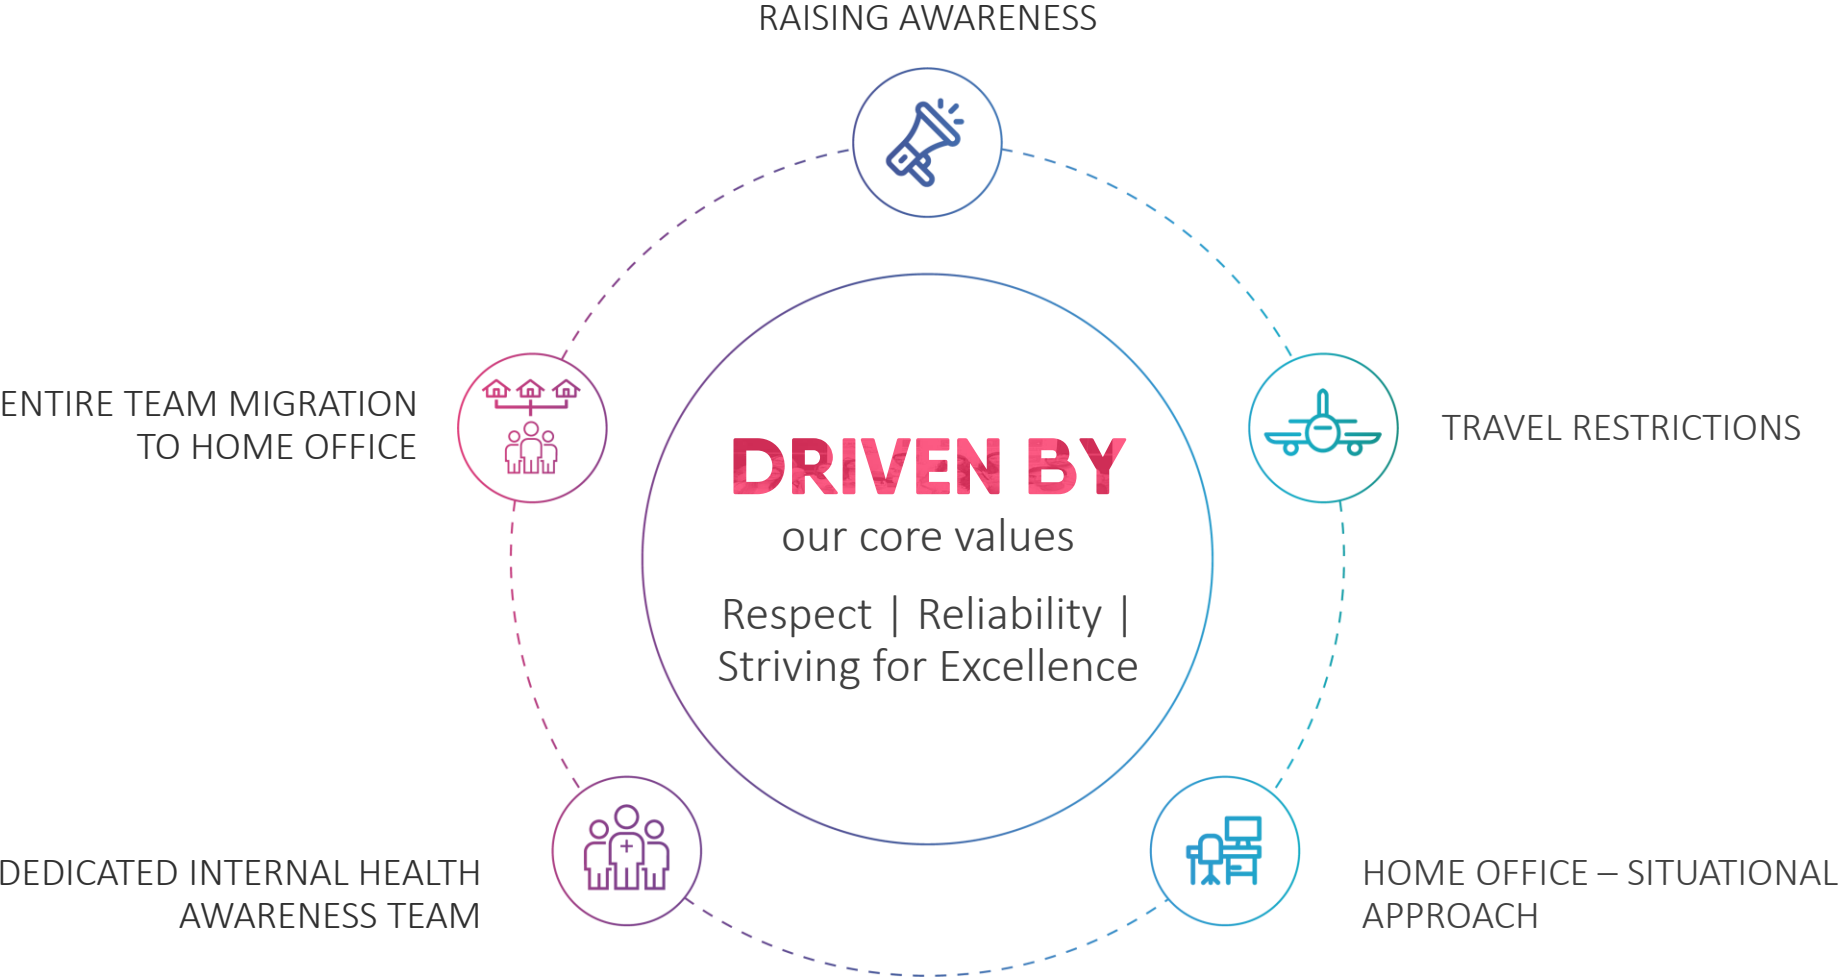 RAISING AWARENESS
ENTIRE TEAM MIGRATION
TO HOME OFFICE
TRAVEL RESTRICTIONS
DRIVEN BY
our core values
Respect | Reliability |
Striving for Excellence
DEDICATED INTERNAL HEALTH
AWARENESS TEAM
HOME OFFICE – SITUATIONAL
APPROACH